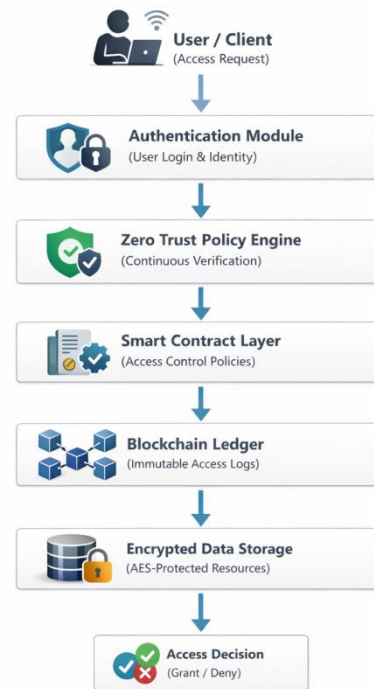 User / Client
(Access Request)
Authentication Module
(User Login & Identity)
Zero Trust Policy Engine
(Continuous Verification)
Smart Contract Layer
(Access Control Policies)
Blockchain Ledger
(Immutable Access Logs)
Encrypted Data Storage
(AES-Protected Resources)
Access Decision
(Grant / Deny)